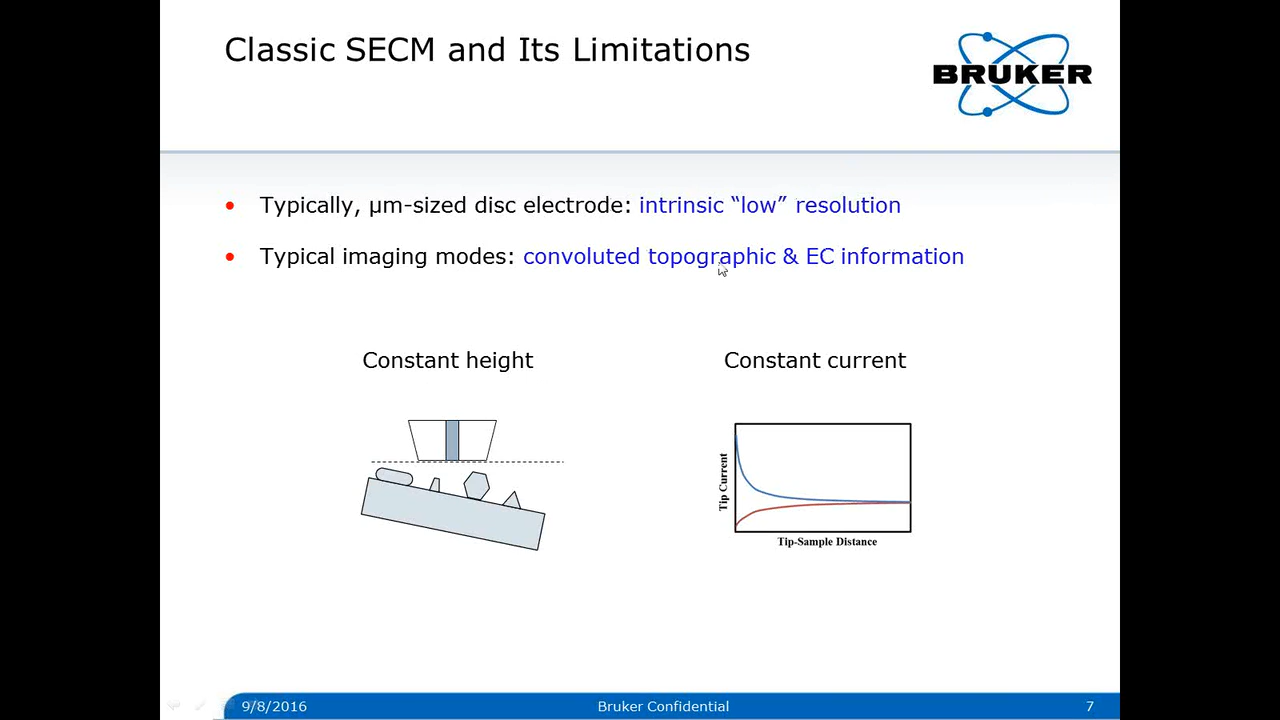 Classic SECM and Its Limitations
BRUKER
• Typically, µm-sized disc electrode: intrinsic “low” resolution
• Typical imaging modes: convoluted topographic & EC information
Constant height
Constant current
Tip Current
Tip-Sample Distance
9/8/2016
Bruker Confidential
7